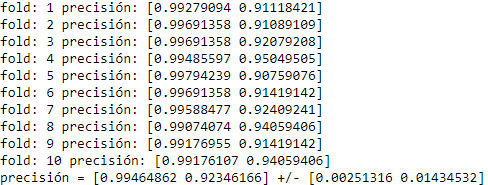 fold: 1 precisión: [0.99279094 0.91118421]
fold: 2 precisión: [0.99691358 0.91089109]
fold: 3 precisión: [0.99691358 0.92079208]
fold: 4 precisión: [0.99485597 0.95049505]
fold: 5 precisión: [0.99794239 0.90759076]
fold: 6 precisión: [0.99691358 0.91419142]
fold: 7 precisión: [0.99588477 0.92409241]
fold: 8 precisión: [0.99074074 0.94059406]
fold: 9 precisión: [0.99176955 0.91419142]
fold: 10 precisión: [0.99176107 0.94059406]
precisión = [0.99464862 0.92346166] +/- [0.00251316 0.01434532]